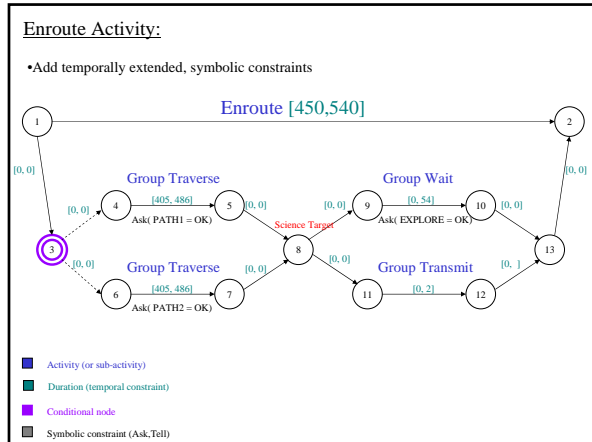 Enroute Activity:
•Add temporally extended, symbolic constraints
Enroute [450,540]
1
2
[0, 0]
[0, 0]
Group Traverse
Group Wait
[0, 0]
4
[405, 486]
5
[0, 0]
[0, 0]
9
[0, 54]
10
[0, 0]
Ask( PATH1 = OK)
Ask( EXPLORE = OK)
Science Target
3
8
13
[0, 0]
Group Traverse
[0, 0]
[0, 0]
Group Transmit
[0, ]
6
[405, 486]
7
11
[0, 2]
12
Ask( PATH2 = OK)
Activity (or sub-activity)
Duration (temporal constraint)
Conditional node
Symbolic constraint (Ask,Tell)